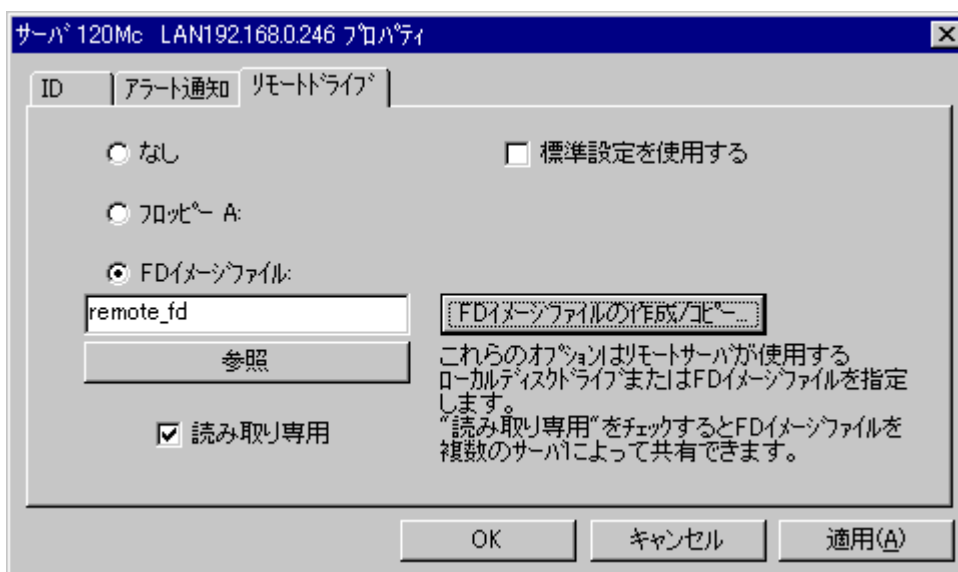 サーバ 120Mc LAN192.168.0.246 プロパティ
ID アラート通知 リモートドライブ
なし 標準設定を使用する
フロッピー A:
FDイメージファイル:
remote_fd FDイメージファイルの作成/コピー...
参照
これらのオプションはリモートサーバが使用する
ローカルディスクドライブまたはFDイメージファイルを指定
します。
“読み取り専用“をチェックするとFDイメージファイルを
複数のサーバによって共有できます。
読み取り専用
OK キャンセル 適用(A)